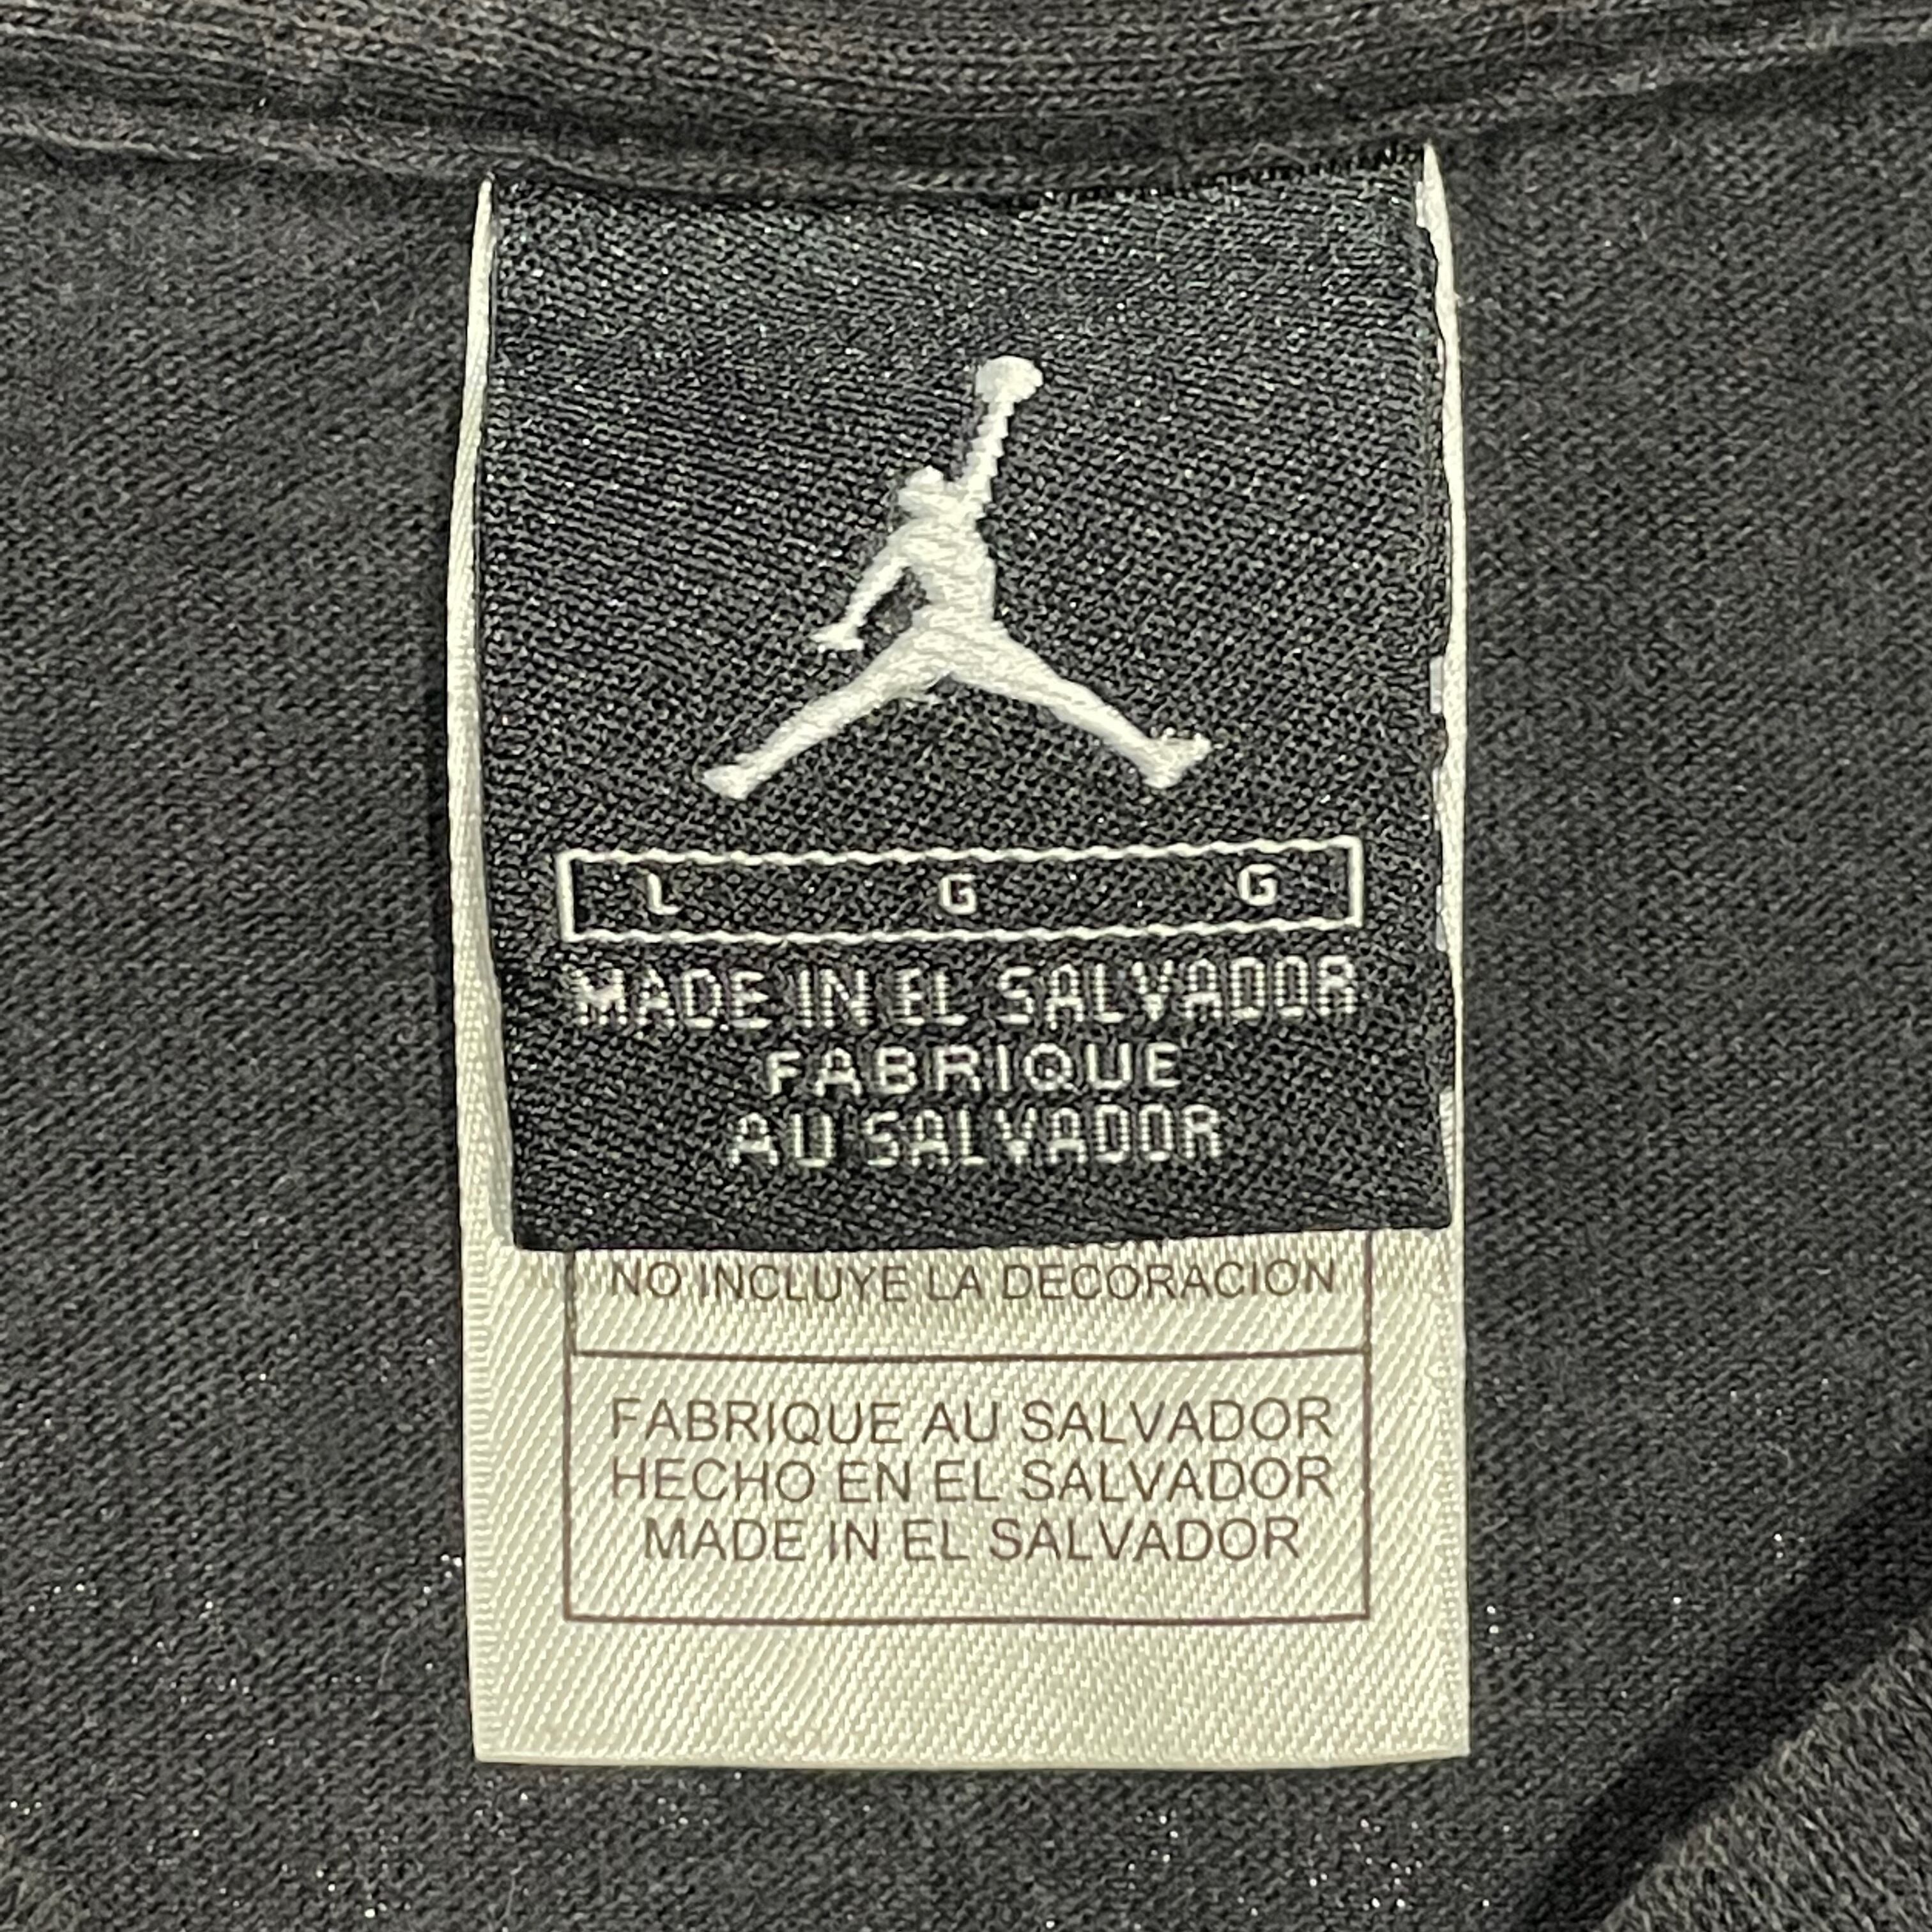 L G G
MADE IN EL SALVADOR
FABRIQUE
AU SALVADOR
NO INCLUYE LA DECORACION
FABRIQUE AU SALVADOR
HECHO EN EL SALVADOR
MADE IN EL SALVADOR